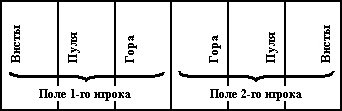 Висты
Пуля
Гора
Гора
Пуля
Висты
Поле 1-го игрока
Поле 2-го игрока